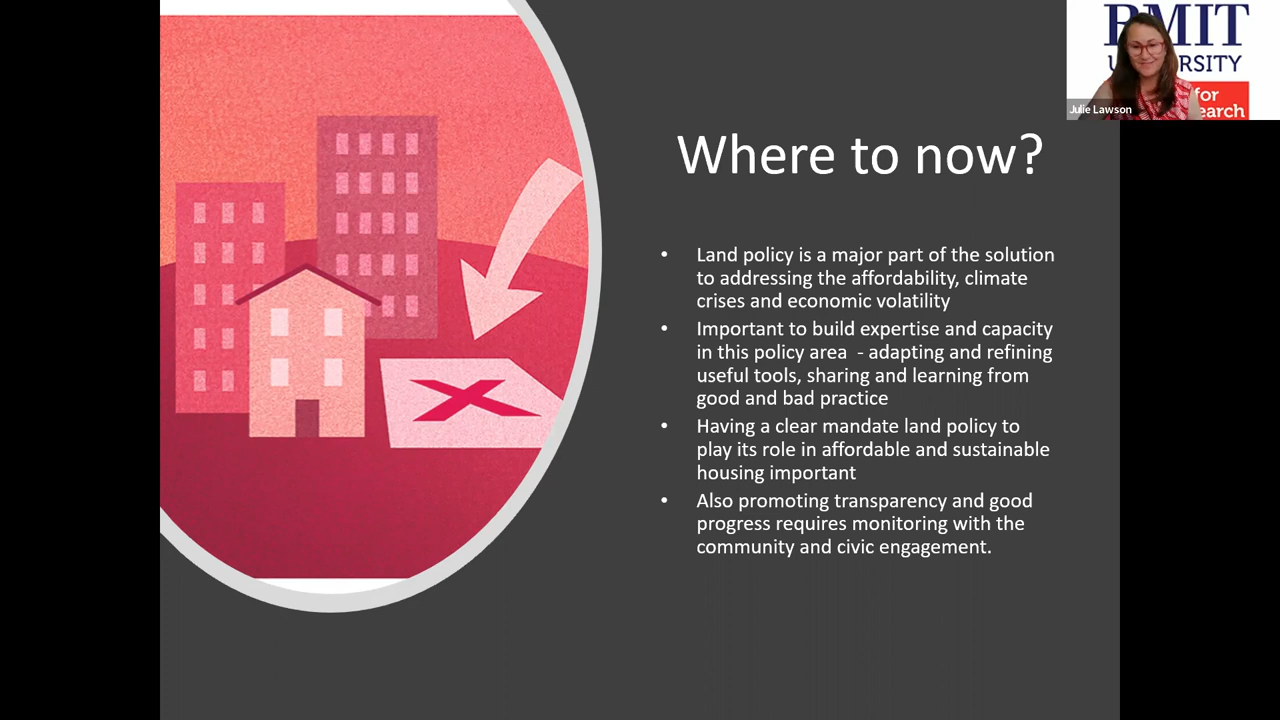 RMIT
UNIVERSITY
for
search
Julie Lawson
Where to now?
• Land policy is a major part of the solution
to addressing the affordability, climate
crises and economic volatility
• Important to build expertise and capacity
in this policy area - adapting and refining
useful tools, sharing and learning from
good and bad practice
• Having a clear mandate land policy to
play its role in affordable and sustainable
housing important
• Also promoting transparency and good
progress requires monitoring with the
community and civic engagement.